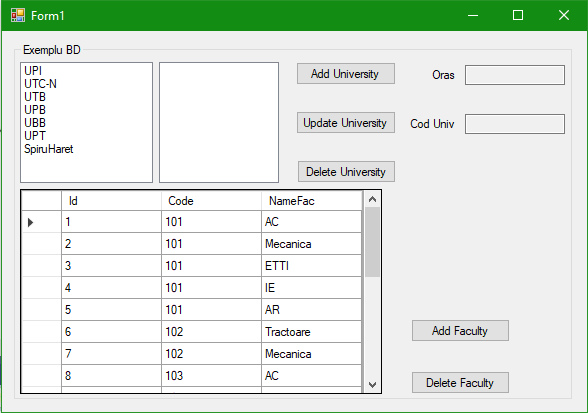 Form1
Exemplu BD
UPI
UTC-N
UTB
UPB
UBB
UPT
SpiruHaret
Add University
Oras
Update University
Cod Univ
Delete University
Id Code NameFac
1 101 AC
2 101 Mecanica
3 101 ETTI
4 101 IE
5 101 AR
6 102 Tractoare
7 102 Mecanica
8 103 AC
Add Faculty
Delete Faculty